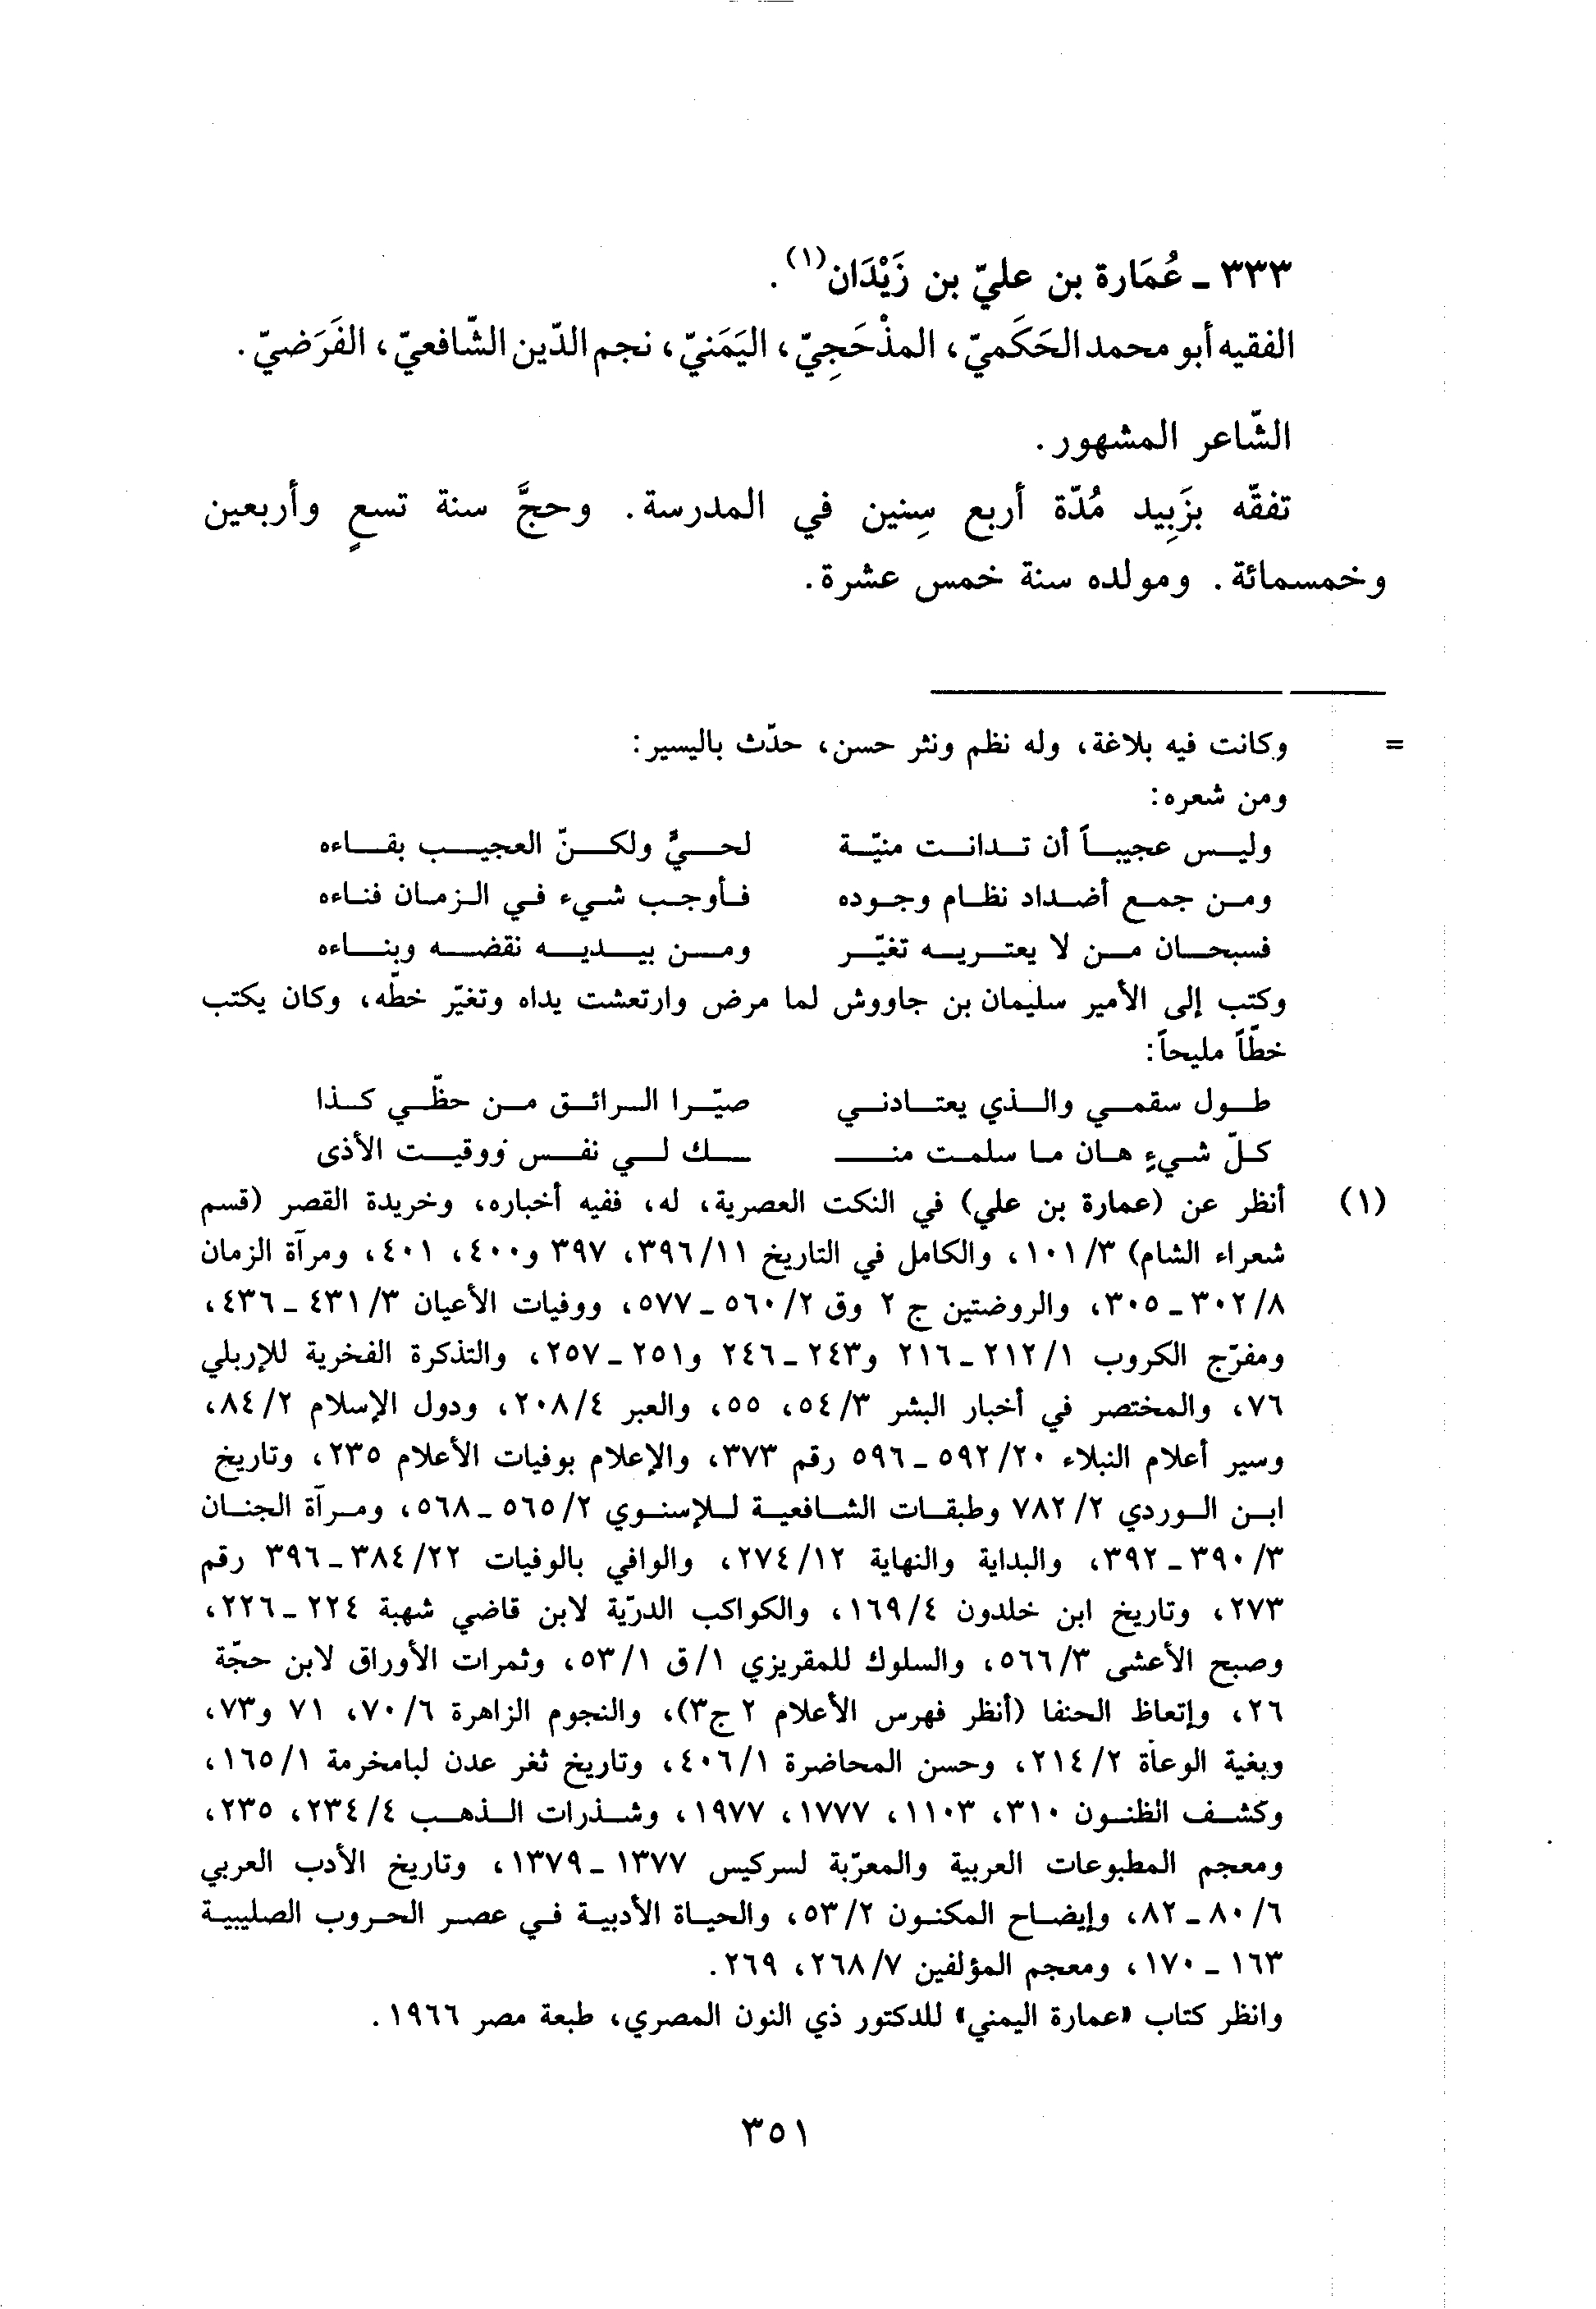 ٣٣٣ ـ عُمَارة بن عليّ بن زَيْدَان(١).
الفقيه أبو محمد الحَكَميّ، المذْحَجِيّ، اليَمَنيّ، نجم الدّين الشّافعيّ، الفَرَضيّ.
الشّاعر المشهور.
تفقّه بزَبِيد مُدّة أربع سِنين في المدرسة. وحجَّ سنة تسعٍ وأربعين
وخمسمائة. ومولده سنة خمس عشرة.
= وكانت فيه بلاغة، وله نظم ونثر حسن، حدّث باليسير:
ومن شعره:
وليس عجيباً أن تدانت منيّة لحيٍّ ولكنّ العجيب بقاءه
ومن جمع أضداد نظام وجوده فأوجب شيء في الزمان فناءه
فسبحان من لا يعتريه تغيّر ومن بيديه نقضه وبناءه
وكتب إلى الأمير سليمان بن جاووش لما مرض وارتعشت يداه وتغيّر خطّه، وكان يكتب
خطّاً مليحاً:
طول سقمي والذي يعتادني صيّرا الرائق من حظّي كذا
كلّ شيءٍ هان ما سلمت منـ ـك لي نفس ووقيت الأذى
(١) أنظر عن (عمارة بن علي) في النكت العصرية، له، ففيه أخباره، وخريدة القصر (قسم
شعراء الشام) ٣/ ١٠١، والكامل في التاريخ ١١/ ٣٩٦، ٣٩٧ و٤٠٠، ٤٠١، ومرآة الزمان
٨/ ٣٠٢ ـ ٣٠٥، والروضتين ج ٢ وق ٢/ ٥٦٠ ـ ٥٧٧، ووفيات الأعيان ٣/ ٤٣١ ـ ٤٣٦،
ومفرّج الكروب ١/ ٢١٢ ـ ٢١٦ و٢٤٣ ـ ٢٤٦ و٢٥١ ـ ٢٥٧، والتذكرة الفخرية للإربلي
٧٦، والمختصر في أخبار البشر ٣/ ٥٤، ٥٥، والعبر ٤/ ٢٠٨، ودول الإسلام ٢/ ٨٤،
وسير أعلام النبلاء ٢٠/ ٥٩٢ ـ ٥٩٦ رقم ٣٧٣، والإعلام بوفيات الأعلام ٢٣٥، وتاريخ
ابن الوردي ٢/ ٧٨٢ وطبقات الشافعية للإسنوي ٢/ ٥٦٥ ـ ٥٦٨، ومرآة الجنان
٣/ ٣٩٠ ـ ٣٩٢، والبداية والنهاية ١٢/ ٢٧٤، والوافي بالوفيات ٢٢/ ٣٨٤ ـ ٣٩٦ رقم
٢٧٣، وتاريخ ابن خلدون ٤/ ١٦٩، والكواكب الدرّية لابن قاضي شهبة ٢٢٤ ـ ٢٢٦،
وصبح الأعشى ٣/ ٥٦٦، والسلوك للمقريزي ١/ ق ١/ ٥٣، وثمرات الأوراق لابن حجّة
٢٦، وإتعاظ الحنفا (أنظر فهرس الأعلام ٢ ج٣)، والنجوم الزاهرة ٦/ ٧٠، ٧١ و٧٣،
وبغية الوعاة ٢/ ٢١٤، وحسن المحاضرة ١/ ٤٠٦، وتاريخ ثغر عدن لبامخرمة ١/ ١٦٥،
وكشف الظنون ٣١٠، ١١٠٣، ١٧٧٧، ١٩٧٧، وشذرات الذهب ٤/ ٢٣٤، ٢٣٥،
ومعجم المطبوعات العربية والمعرّبة لسركيس ١٣٧٧ ـ ١٣٧٩، وتاريخ الأدب العربي
٦/ ٨٠ ـ ٨٢، وإيضاح المكنون ٢/ ٥٣، والحياة الأدبية في عصر الحروب الصليبية
١٦٣ ـ ١٧٠، ومعجم المؤلفين ٧/ ٢٦٨، ٢٦٩.
وانظر كتاب «عمارة اليمني» للدكتور ذي النون المصري، طبعة مصر ١٩٦٦.
٣٥١